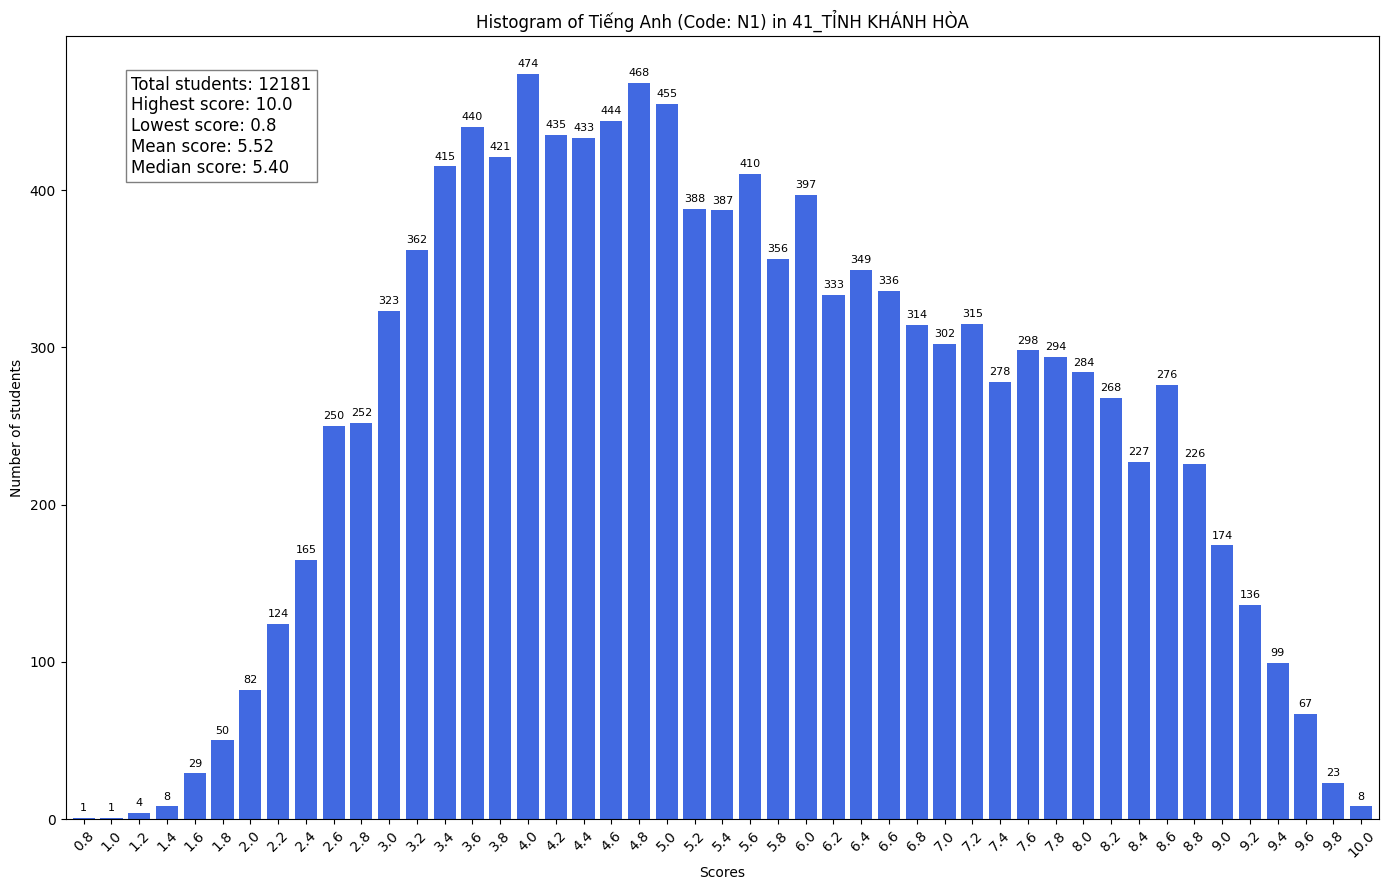 Histogram of Tiếng Anh (Code: N1) in 41_TỈNH KHÁNH HÒA
Total students: 12181
Highest score: 10.0
Lowest score: 0.8
Mean score: 5.52
Median score: 5.40
Number of students
400
300
200
100
0
1 1 4 8 29 50 82 124 165 250 252 323 362 415 440 421 474 435 433 444 468 455 388 387 410 356 397 333 349 336 314 302 315 278 298 294 284 268 227 276 226 174 136 99 67 23 8
0.8 1.0 1.2 1.4 1.6 1.8 2.0 2.2 2.4 2.6 2.8 3.0 3.2 3.4 3.6 3.8 4.0 4.2 4.4 4.6 4.8 5.0 5.2 5.4 5.6 5.8 6.0 6.2 6.4 6.6 6.8 7.0 7.2 7.4 7.6 7.8 8.0 8.2 8.4 8.6 8.8 9.0 9.2 9.4 9.6 9.8 10.0
Scores